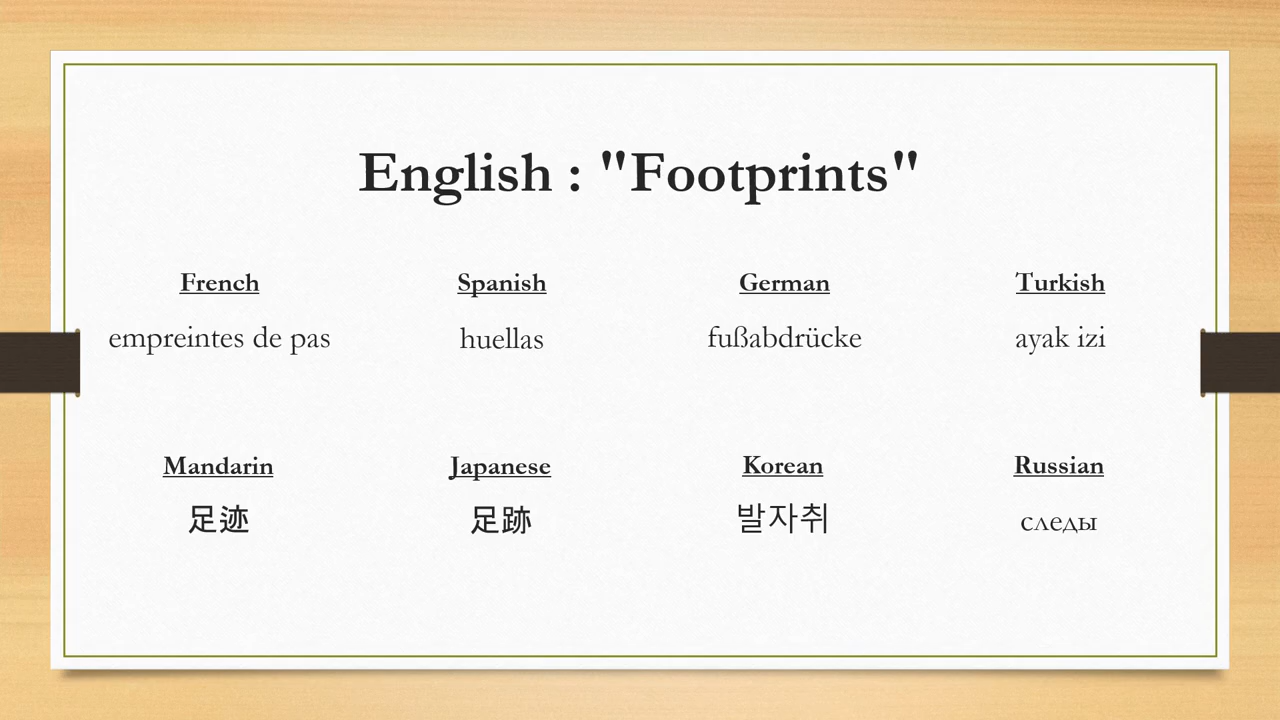 English : "Footprints"
French
empreintes de pas
Spanish
huellas
German
fußabdrücke
Turkish
ayak izi
Mandarin
足迹
Japanese
足跡
Korean
발자취
Russian
следы